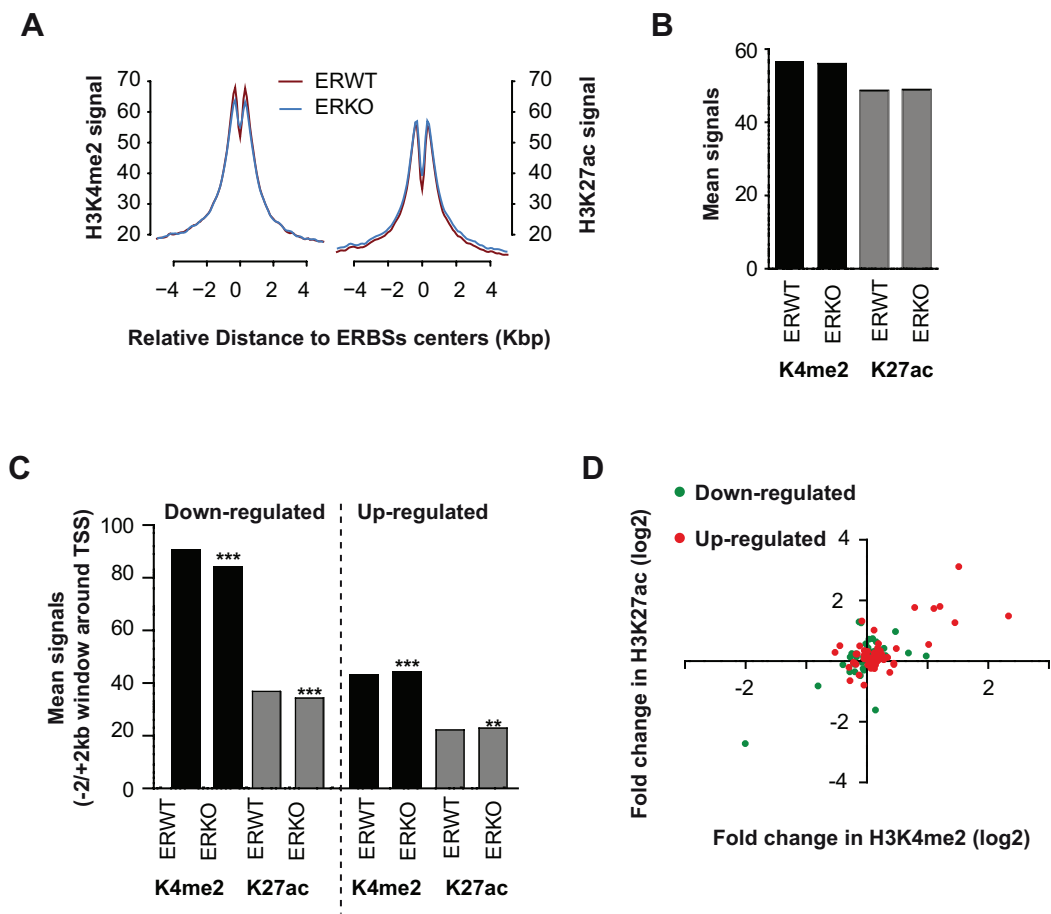 A
H3K4me2 signal
70
60
50
40
30
20
ERWT
ERKO
70
60
50
40
30
20
H3K27ac signal
−4 −2 0 2 4
−4 −2 0 2 4
Relative Distance to ERBSs centers (Kbp)
B
Mean signals
60
40
20
0
ERWT ERKO ERWT ERKO
K4me2 K27ac
C
Mean signals
(-2/+2kb window around TSS)
Down-regulated Up-regulated
100
80
60
40
20
0
*** *** *** **
ERWT ERKO ERWT ERKO ERWT ERKO ERWT ERKO
K4me2 K27ac K4me2 K27ac
D
Down-regulated
Up-regulated
Fold change in H3K27ac (log2)
4
2
-2 2
-2
-4
Fold change in H3K4me2 (log2)